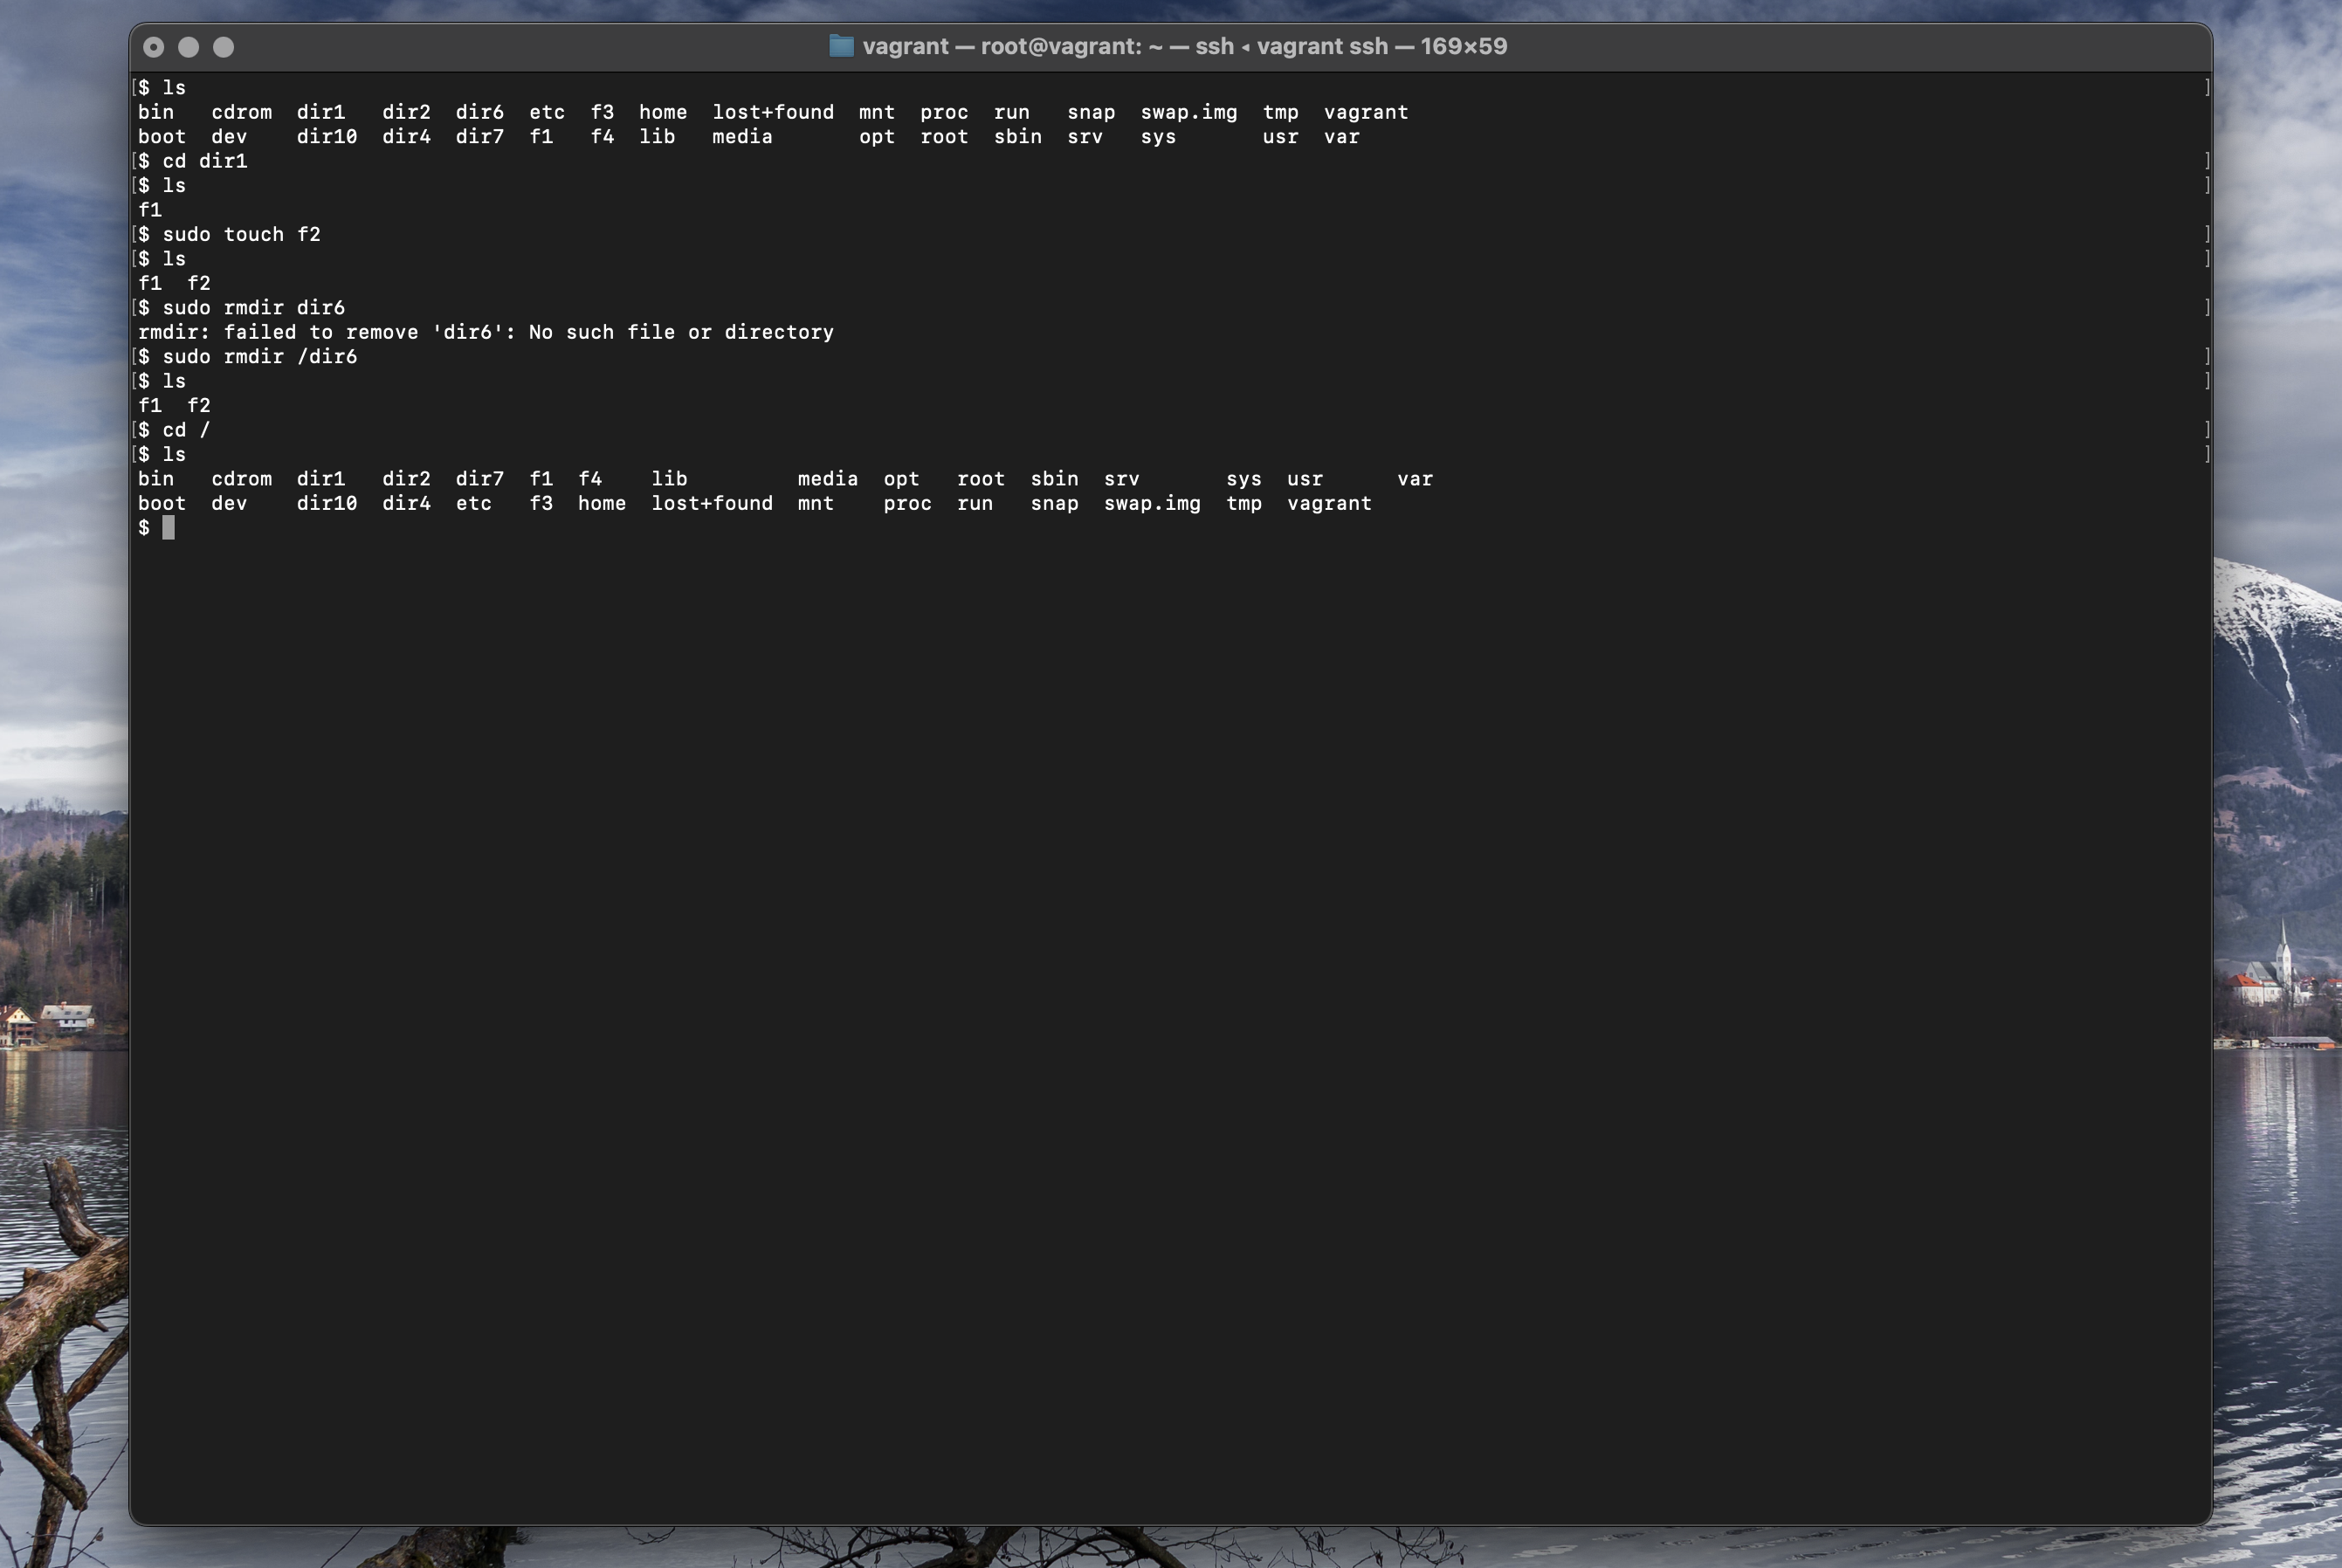 vagrant — root@vagrant: ~ — ssh ◂ vagrant ssh — 169×59
[$ ls ]
bin   cdrom  dir1   dir2  dir6  etc  f3  home  lost+found  mnt  proc  run   snap  swap.img  tmp  vagrant
boot  dev    dir10  dir4  dir7  f1   f4  lib   media       opt  root  sbin  srv   sys       usr  var
[$ cd dir1 ]
[$ ls ]
f1
[$ sudo touch f2 ]
[$ ls ]
f1  f2
[$ sudo rmdir dir6 ]
rmdir: failed to remove 'dir6': No such file or directory
[$ sudo rmdir /dir6 ]
[$ ls ]
f1  f2
[$ cd / ]
[$ ls ]
bin   cdrom  dir1   dir2  dir7  f1  f4    lib         media  opt   root  sbin  srv       sys  usr      var
boot  dev    dir10  dir4  etc   f3  home  lost+found  mnt    proc  run   snap  swap.img  tmp  vagrant
$